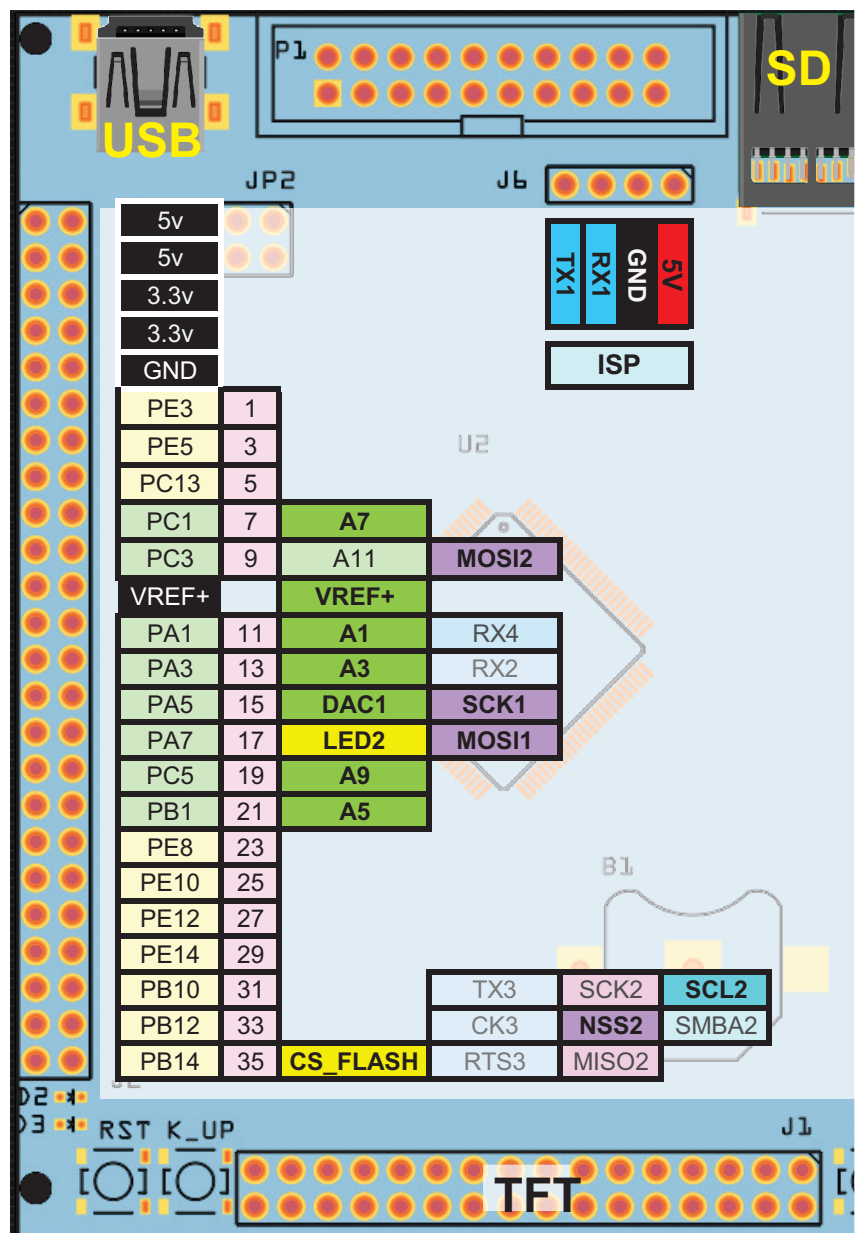 P1
SD
USB
JP2
J6
5v
5v
3.3v
3.3v
GND
TX1 RX1 GND 5V
ISP
PE3 1
PE5 3
U2
PC13 5
PC1 7 A7
PC3 9 A11 MOSI2
VREF+ VREF+
PA1 11 A1 RX4
PA3 13 A3 RX2
PA5 15 DAC1 SCK1
PA7 17 LED2 MOSI1
PC5 19 A9
PB1 21 A5
PE8 23
B1
PE10 25
PE12 27
PE14 29
PB10 31 TX3 SCK2 SCL2
PB12 33 CK3 NSS2 SMBA2
PB14 35 CS_FLASH RTS3 MISO2
D2
D3
RST K_UP
J1
TFT